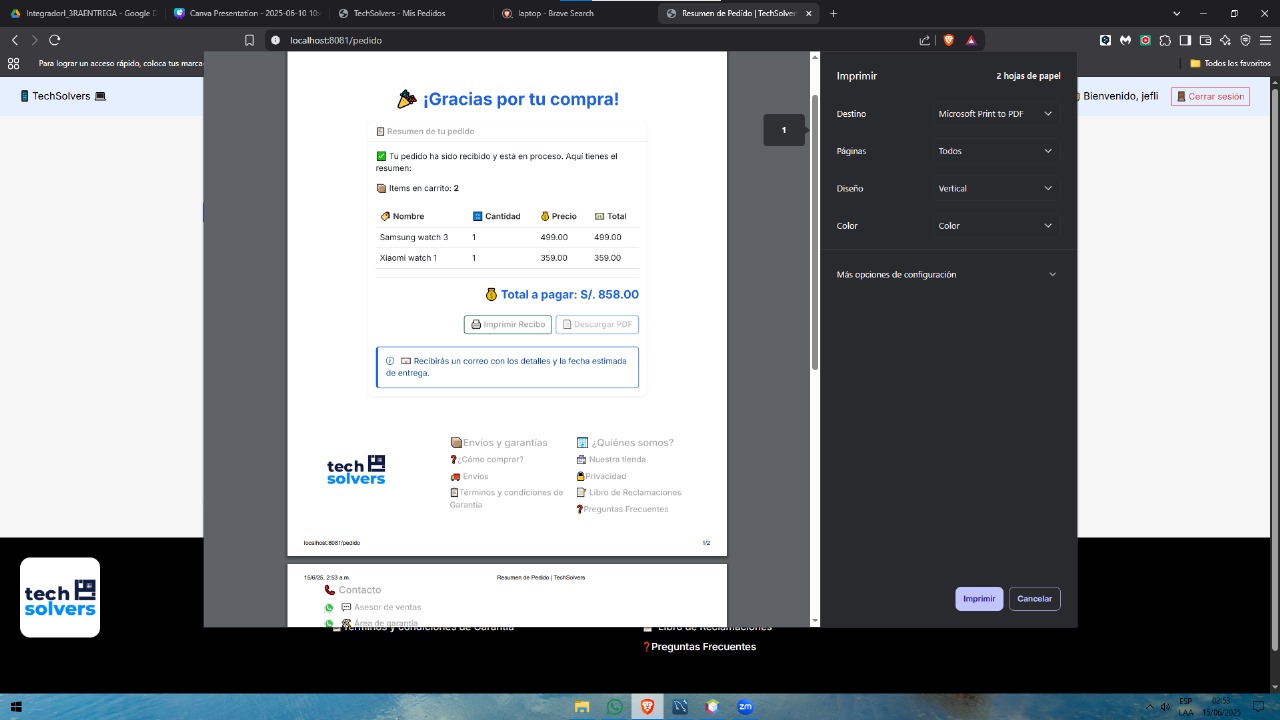 IntegradorI_3RAENTREGA - Google D
Canva Presentation - 2025-06-10 10:
TechSolvers - Mis Pedidos
laptop - Brave Search
Resumen de Pedido | TechSolver
localhost:8081/pedido
Para lograr un acceso rápido, coloca tus marca
Todos los favoritos
TechSolvers
Bienvenido, jefli
Cerrar sesión
¡Gracias por tu compra!
Resumen de tu pedido
Tu pedido ha sido recibido y está en proceso. Aquí tienes el
resumen:
Items en carrito: 2
Nombre Cantidad Precio Total
Samsung watch 3 1 499.00 499.00
Xiaomi watch 1 1 359.00 359.00
Total a pagar: S/. 858.00
Imprimir Recibo
Descargar PDF
Recibirás un correo con los detalles y la fecha estimada
de entrega.
tech
solvers
Envíos y garantías
¿Cómo comprar?
Envíos
Términos y condiciones de
Garantía
¿Quiénes somos?
Nuestra tienda
Privacidad
Libro de Reclamaciones
Preguntas Frecuentes
localhost:8081/pedido
1/2
15/6/25, 2:53 a.m.
Resumen de Pedido | TechSolvers
Contacto
Asesor de ventas
Área de garantía
1
Imprimir
2 hojas de papel
Destino
Microsoft Print to PDF
Páginas
Todos
Diseño
Vertical
Color
Color
Más opciones de configuración
Imprimir
Cancelar
tech
solvers
Términos y condiciones de Garantía
Libro de Reclamaciones
Preguntas Frecuentes
zm
ESP
LAA
02:53
15/06/2025